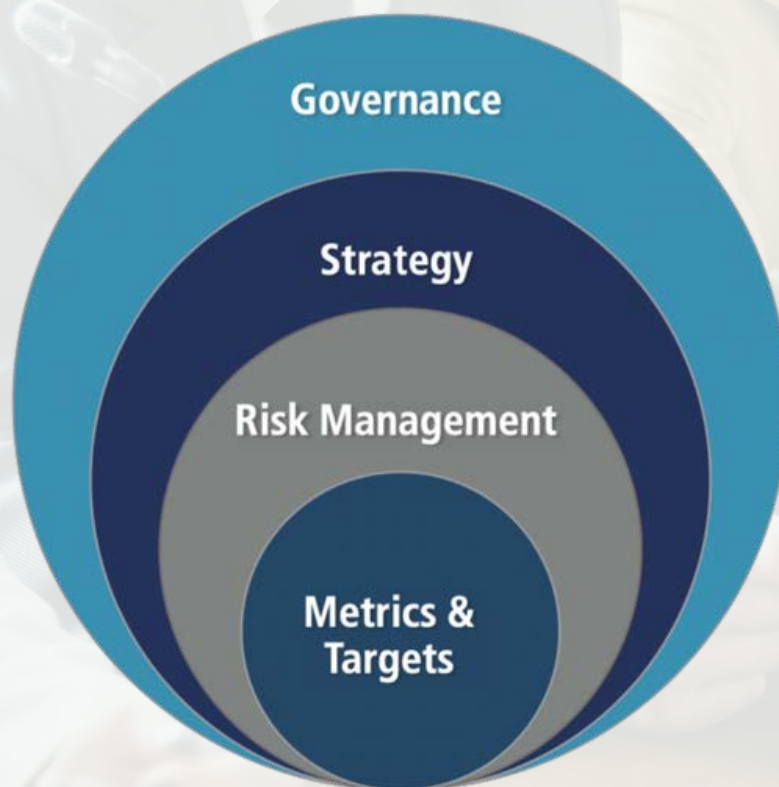 Governance
Strategy
Risk Management
Metrics &
Targets